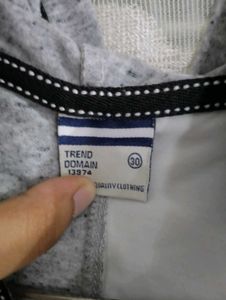 TREND
DOMAIN
13974
30
QUALITY CLOTHING